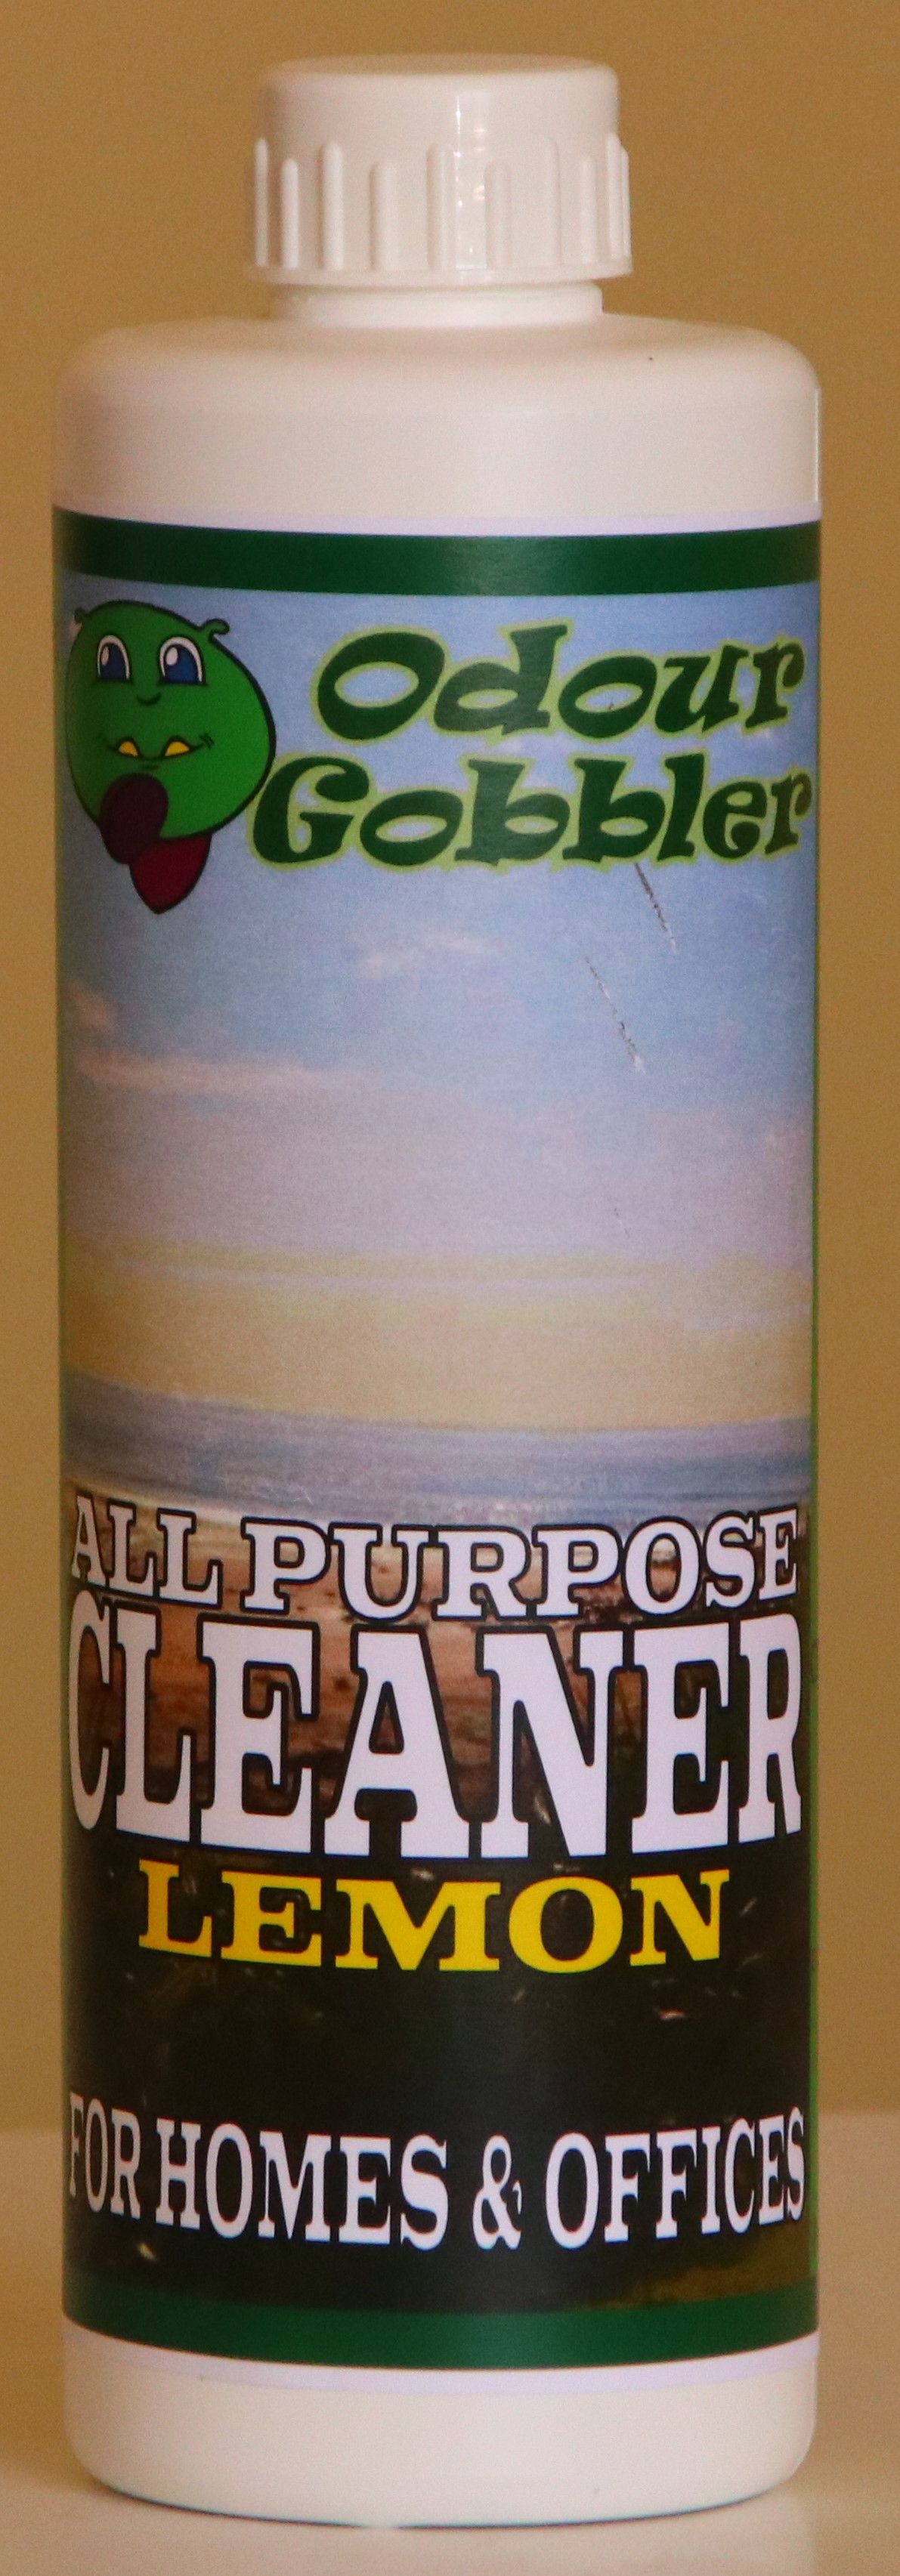 Odour
Gobbler
ALL PURPOSE
CLEANER
LEMON
FOR HOMES & OFFICES